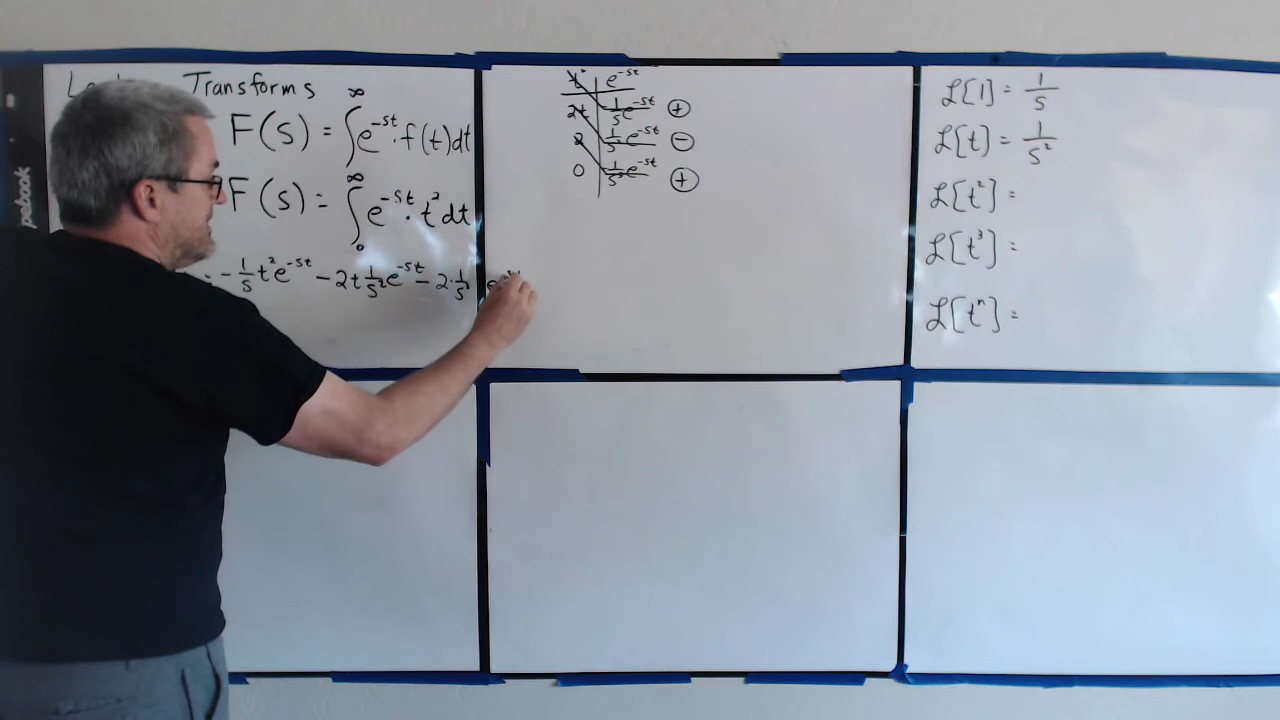 Transforms
F(s) = ∫₀^∞ e^-st · f(t)dt
F(s) = ∫₀^∞ e^-st · t² dt
= -1/s t² e^-st - 2t 1/s² e^-st - 2·1/s³ e
t² | e^-st
2t | -1/s e^-st ⊕
2 | 1/s² e^-st ⊖
0 | -1/s³ e^-st ⊕
ℒ[1] = 1/s
ℒ[t] = 1/s²
ℒ[t²] =
ℒ[t³] =
ℒ[tⁿ] =